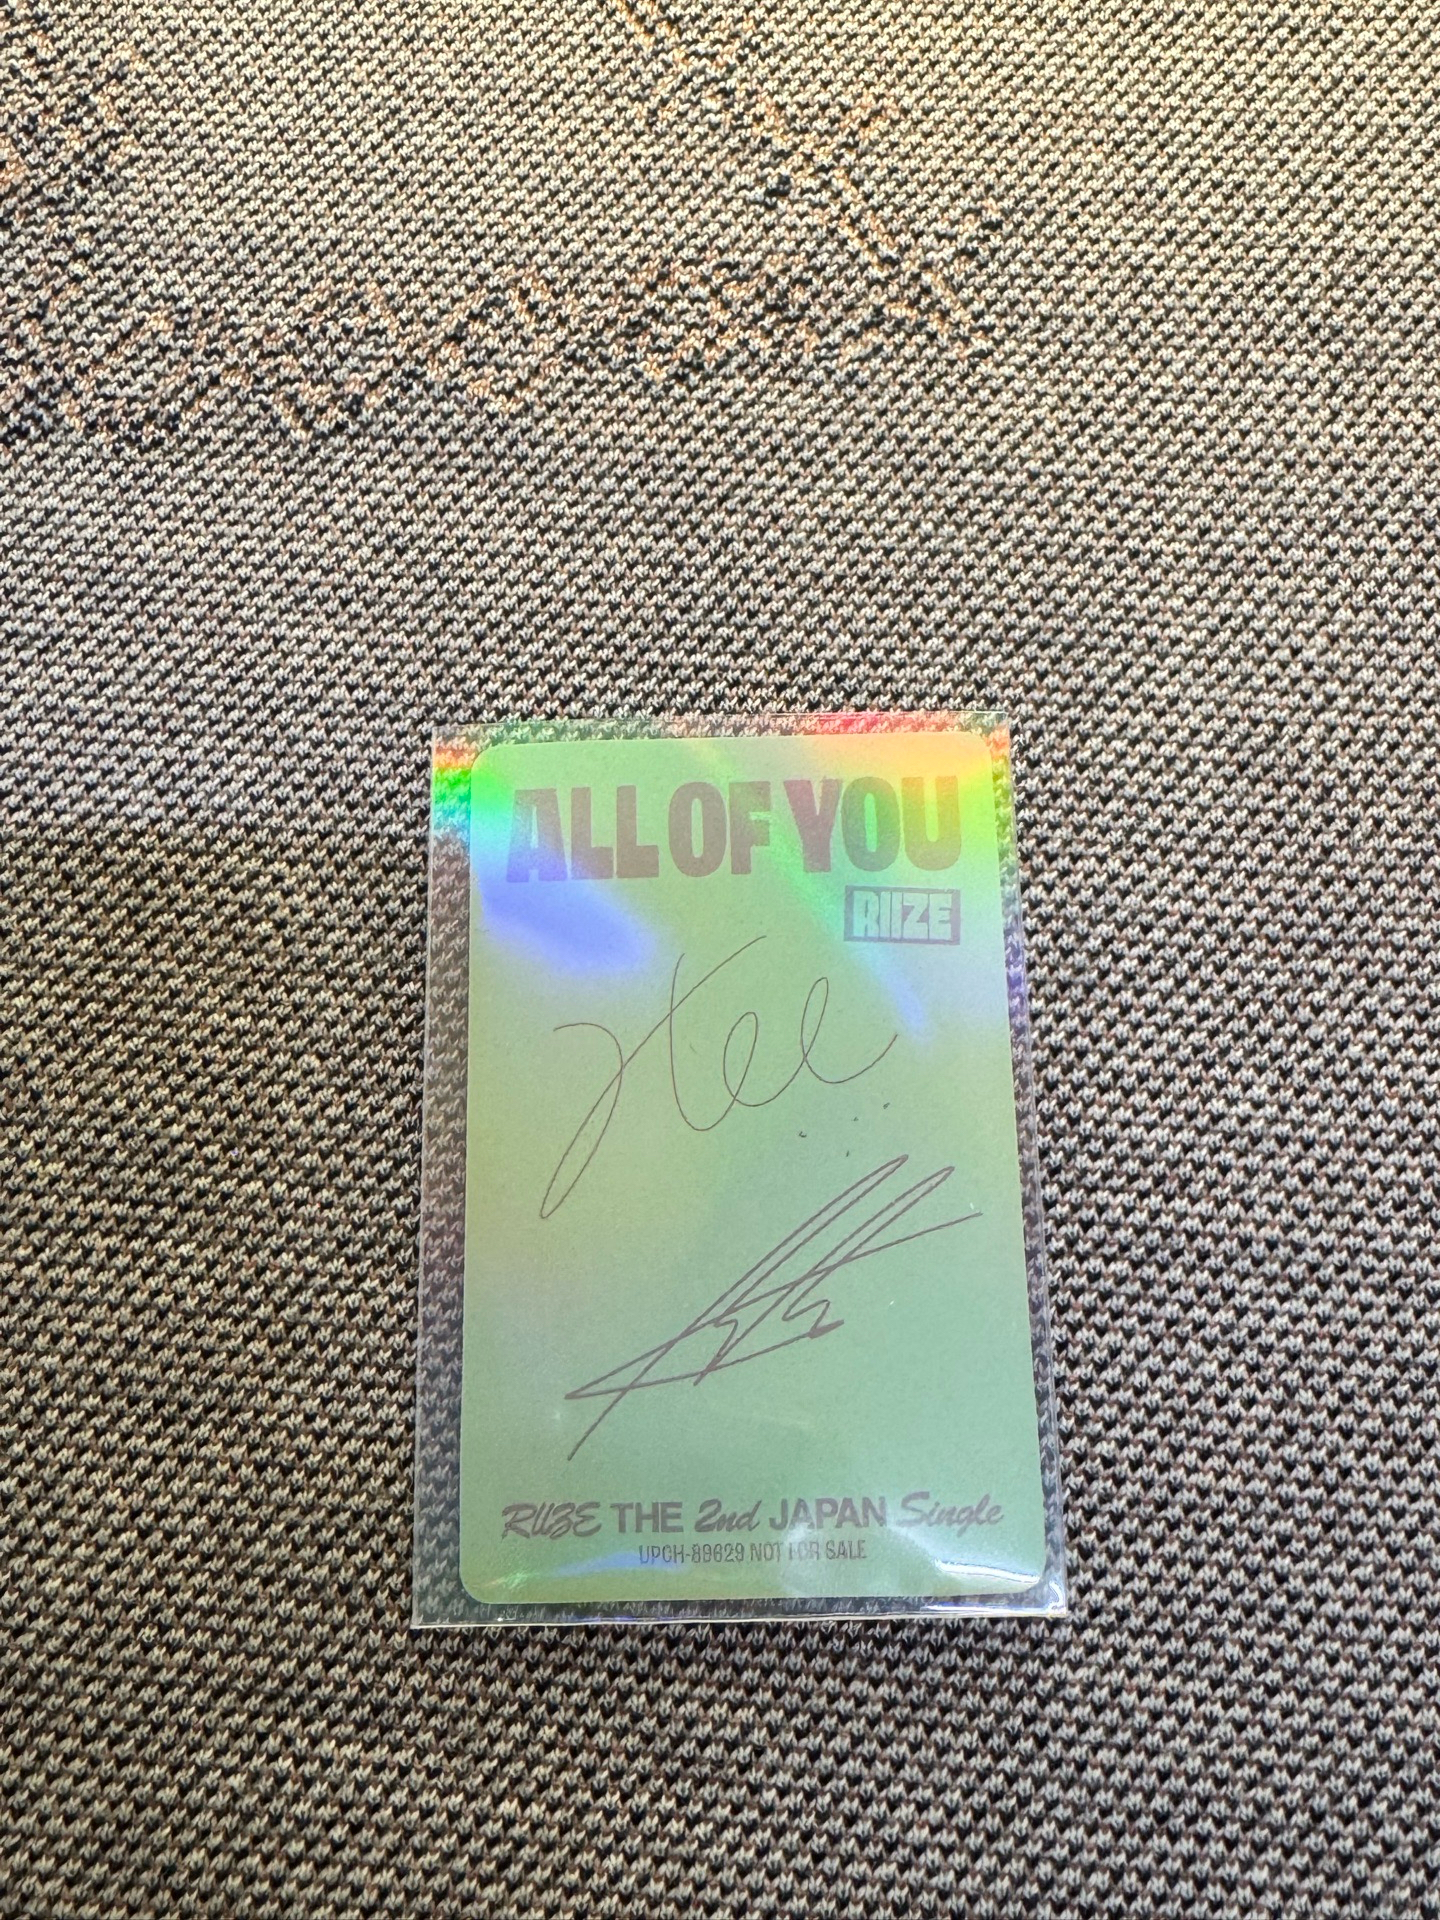 ALL OF YOU
RIIZE
RIIZE THE 2nd JAPAN Single
UPCH-89629 NOT FOR SALE